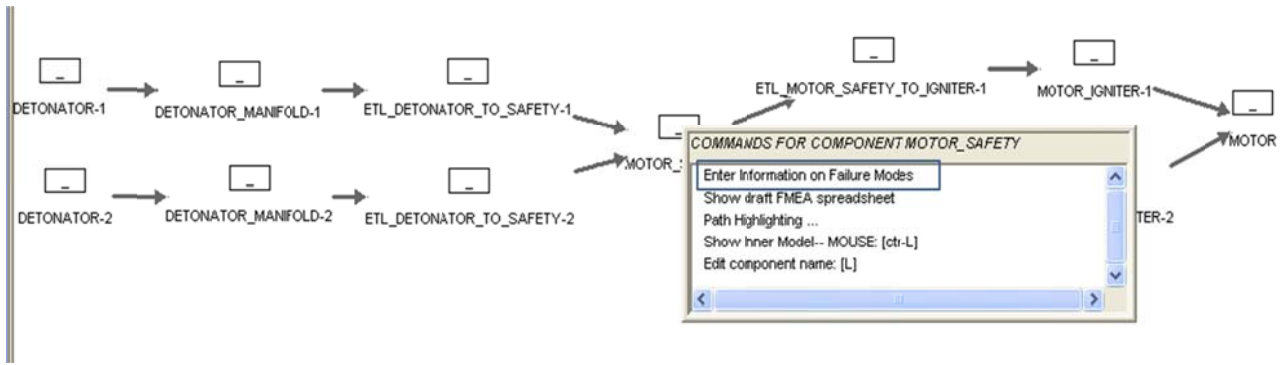 ETL_MOTOR_SAFETY_TO_IGNITER-1
MOTOR_IGNITER-1
DETONATOR-1
DETONATOR_MANIFOLD-1
ETL_DETONATOR_TO_SAFETY-1
MOTOR
MOTOR_S
COMMANDS FOR COMPONENT MOTOR_SAFETY
Enter Information on Failure Modes
Show draft FMEA spreadsheet
Path Highlighting ...
Show Inner Model-- MOUSE: [ctr-L]
Edit component name: [L]
DETONATOR-2
DETONATOR_MANIFOLD-2
ETL_DETONATOR_TO_SAFETY-2
TER-2